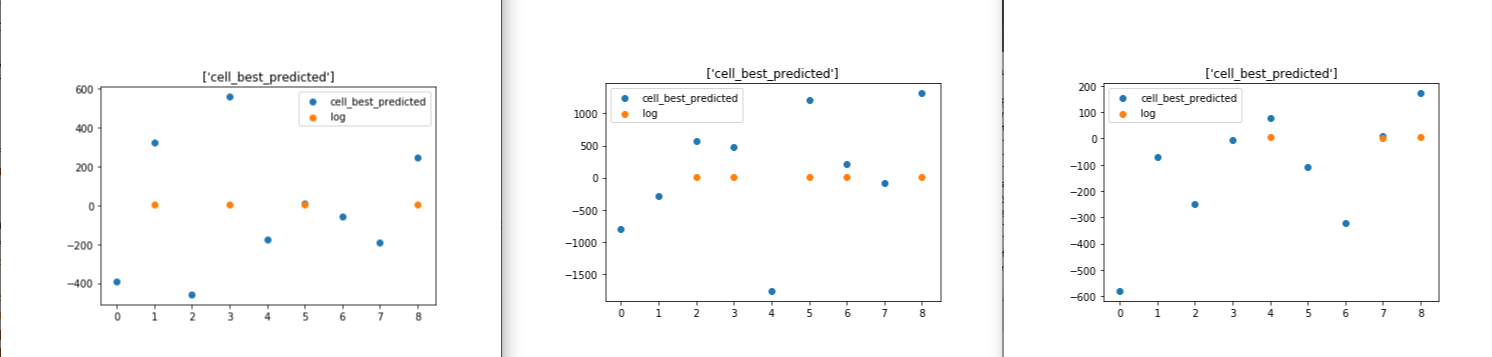 ['cell_best_predicted']
cell_best_predicted
log
600
400
200
0
−200
−400
0 1 2 3 4 5 6 7 8
['cell_best_predicted']
cell_best_predicted
log
1000
500
0
−500
−1000
−1500
0 1 2 3 4 5 6 7 8
['cell_best_predicted']
cell_best_predicted
log
200
100
0
−100
−200
−300
−400
−500
−600
0 1 2 3 4 5 6 7 8